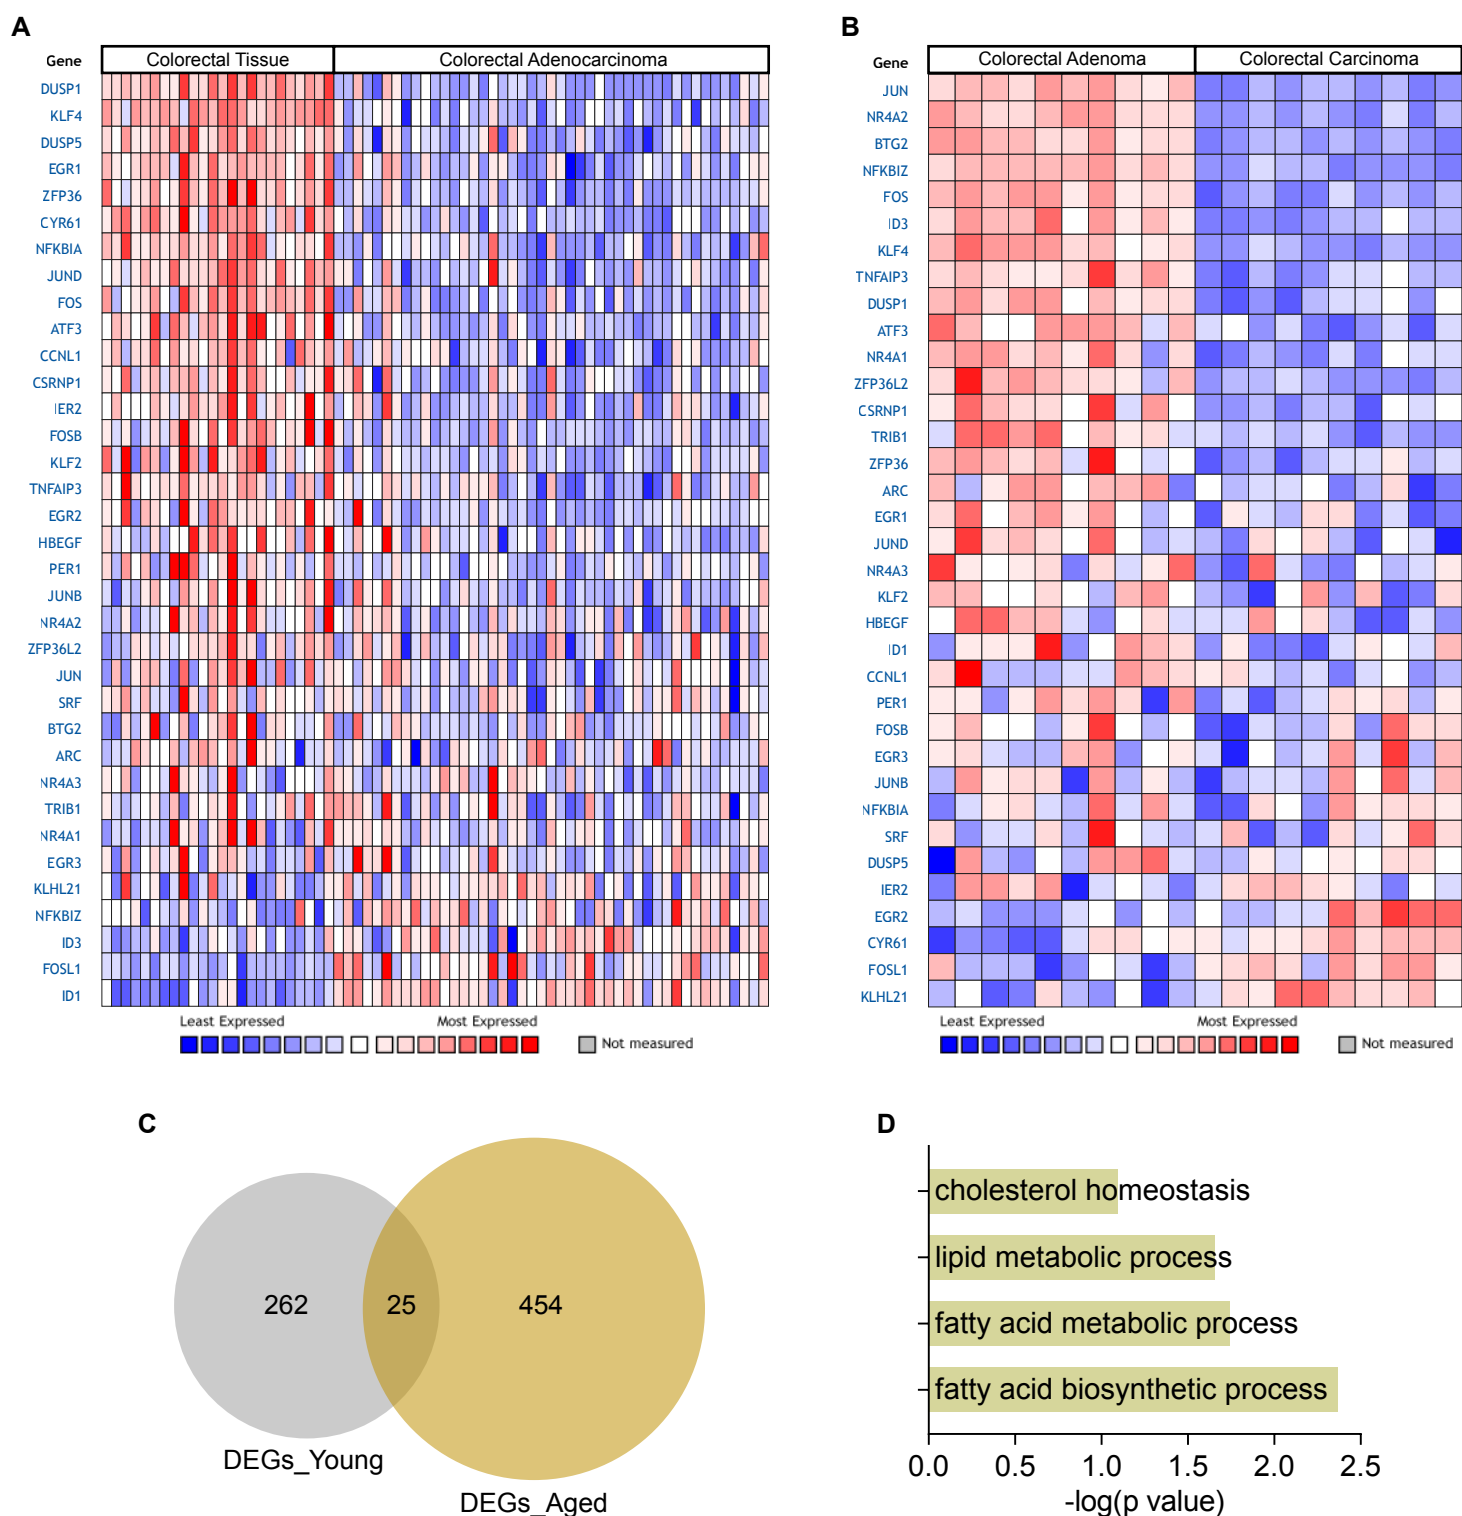 A
Gene
Colorectal Tissue
Colorectal Adenocarcinoma
DUSP1
KLF4
DUSP5
EGR1
ZFP36
CYR61
NFKBIA
JUND
FOS
ATF3
CCNL1
CSRNP1
IER2
FOSB
KLF2
TNFAIP3
EGR2
HBEGF
PER1
JUNB
NR4A2
ZFP36L2
JUN
SRF
BTG2
ARC
NR4A3
TRIB1
NR4A1
EGR3
KLHL21
NFKBIZ
ID3
FOSL1
ID1
Least Expressed
Most Expressed
Not measured
B
Gene
Colorectal Adenoma
Colorectal Carcinoma
JUN
NR4A2
BTG2
NFKBIZ
FOS
ID3
KLF4
TNFAIP3
DUSP1
ATF3
NR4A1
ZFP36L2
CSRNP1
TRIB1
ZFP36
ARC
EGR1
JUND
NR4A3
KLF2
HBEGF
ID1
CCNL1
PER1
FOSB
EGR3
JUNB
NFKBIA
SRF
DUSP5
IER2
EGR2
CYR61
FOSL1
KLHL21
Least Expressed
Most Expressed
Not measured
C
262
25
454
DEGs_Young
DEGs_Aged
D
cholesterol homeostasis
lipid metabolic process
fatty acid metabolic process
fatty acid biosynthetic process
0.0 0.5 1.0 1.5 2.0 2.5
-log(p value)